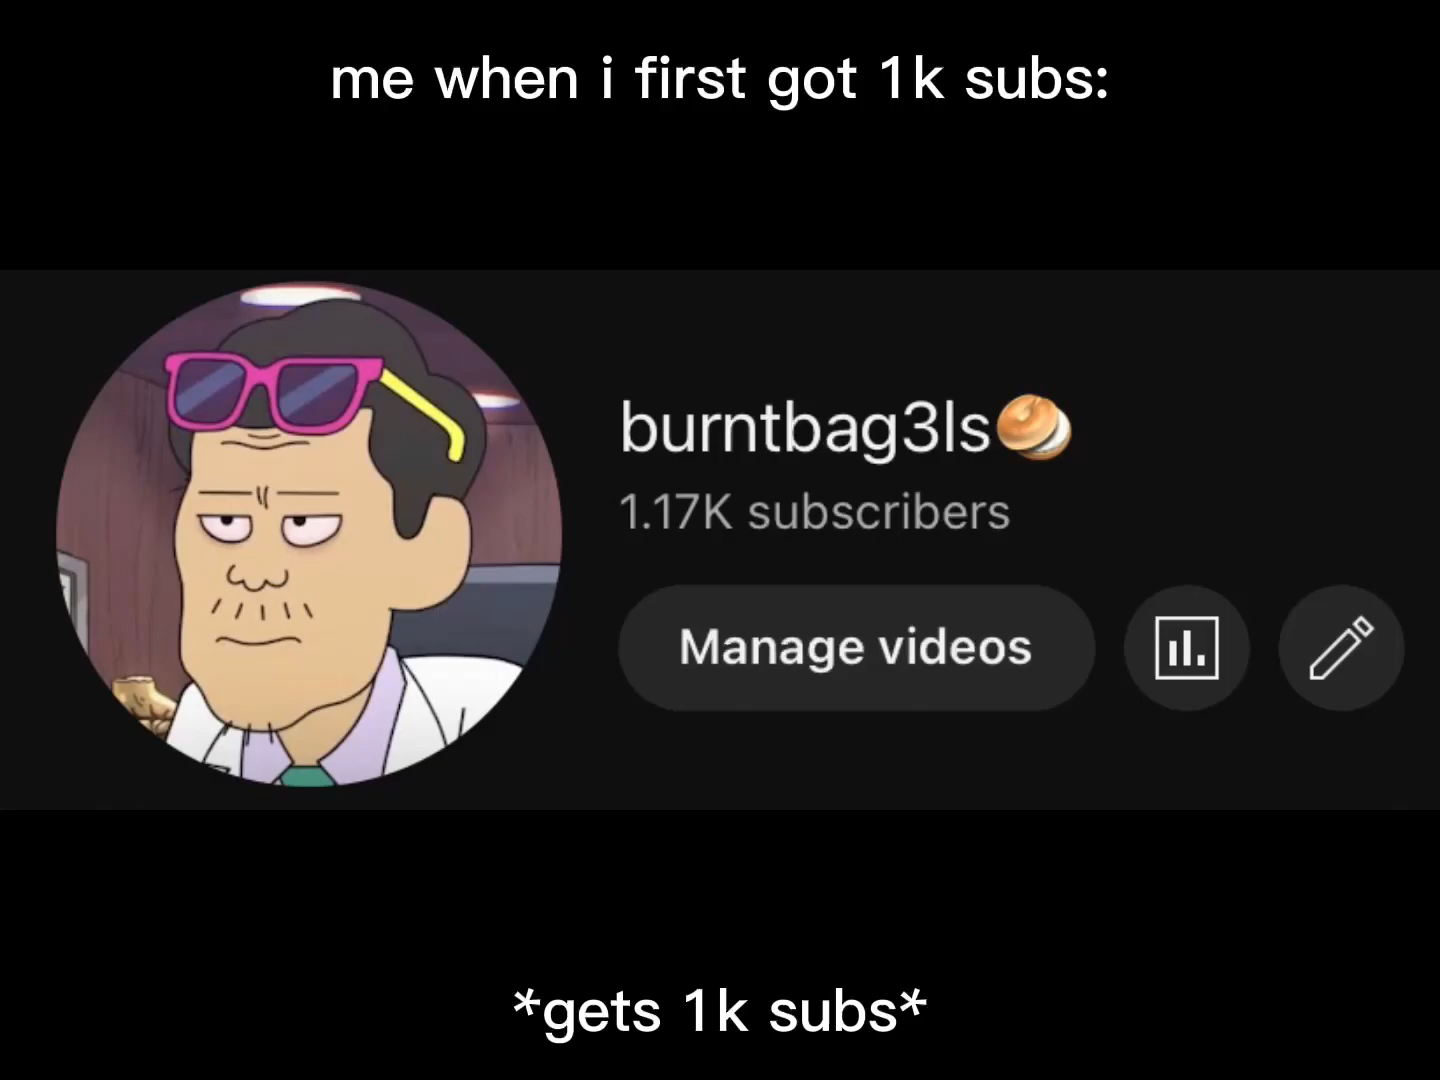 me when i first got 1k subs:
burntbag3ls🥯
1.17K subscribers
Manage videos
*gets 1k subs*